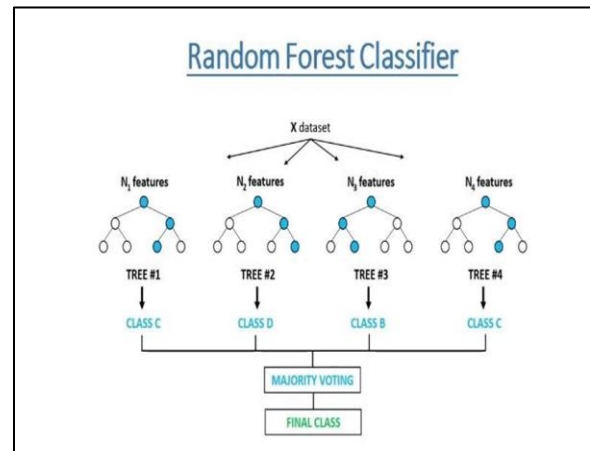 Random Forest Classifier
X dataset
N₁ features N₂ features N₃ features N₄ features
TREE #1 TREE #2 TREE #3 TREE #4
CLASS C CLASS D CLASS B CLASS C
MAJORITY VOTING
FINAL CLASS